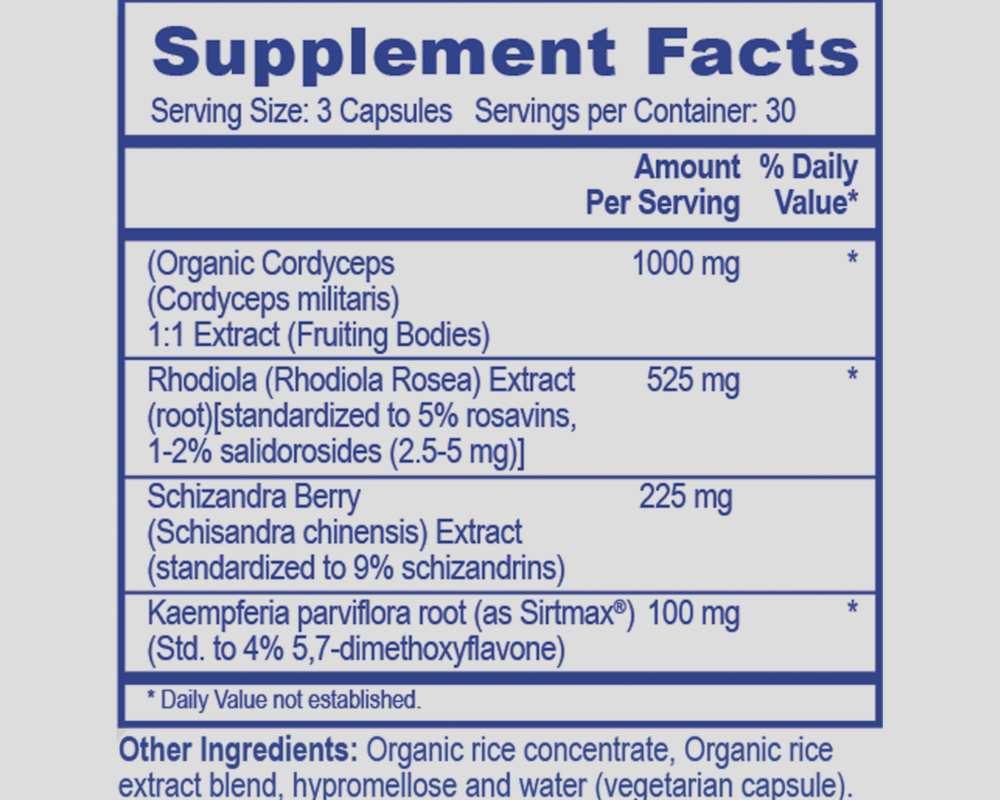 Supplement Facts
Serving Size: 3 Capsules Servings per Container: 30
Amount % Daily
Per Serving Value*
(Organic Cordyceps 1000 mg *
(Cordyceps militaris)
1:1 Extract (Fruiting Bodies)
Rhodiola (Rhodiola Rosea) Extract 525 mg *
(root)[standardized to 5% rosavins,
1-2% salidorosides (2.5-5 mg)]
Schizandra Berry 225 mg
(Schisandra chinensis) Extract
(standardized to 9% schizandrins)
Kaempferia parviflora root (as Sirtmax®) 100 mg *
(Std. to 4% 5,7-dimethoxyflavone)
* Daily Value not established.
Other Ingredients: Organic rice concentrate, Organic rice
extract blend, hypromellose and water (vegetarian capsule).